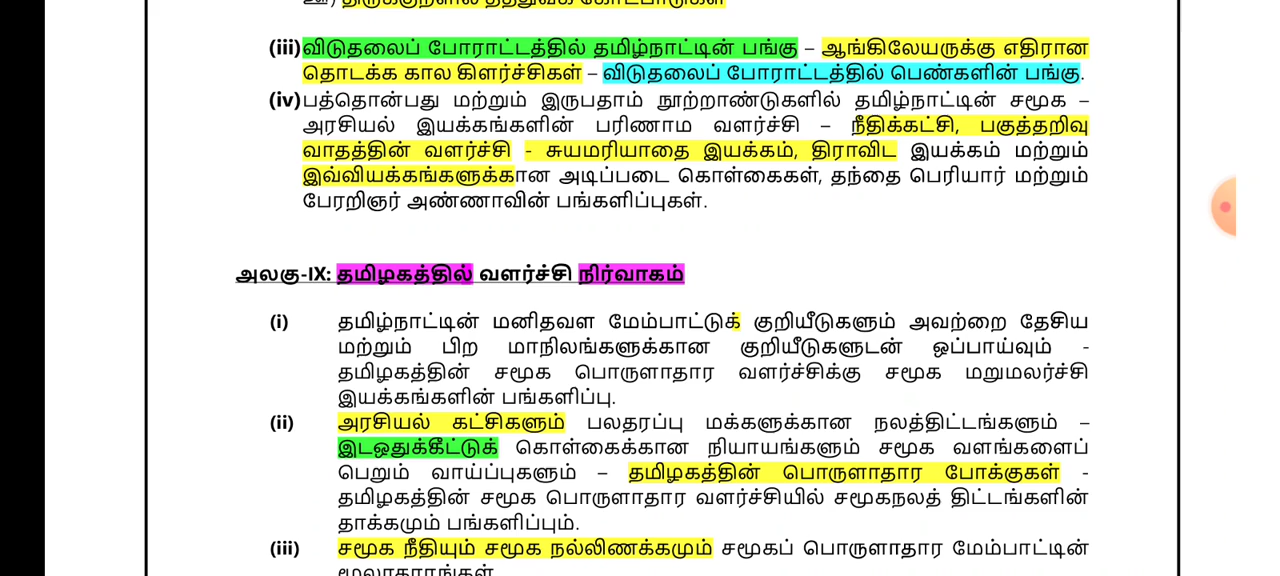 ஊ) திருக்குறளில் தத்துவக் கோட்பாடுகள்
(iii) விடுதலைப் போராட்டத்தில் தமிழ்நாட்டின் பங்கு – ஆங்கிலேயருக்கு எதிரான
தொடக்க கால கிளர்ச்சிகள் – விடுதலைப் போராட்டத்தில் பெண்களின் பங்கு.
(iv) பத்தொன்பது மற்றும் இருபதாம் நூற்றாண்டுகளில் தமிழ்நாட்டின் சமூக –
அரசியல் இயக்கங்களின் பரிணாம வளர்ச்சி – நீதிக்கட்சி, பகுத்தறிவு
வாதத்தின் வளர்ச்சி - சுயமரியாதை இயக்கம், திராவிட இயக்கம் மற்றும்
இவ்வியக்கங்களுக்கான அடிப்படை கொள்கைகள், தந்தை பெரியார் மற்றும்
பேரறிஞர் அண்ணாவின் பங்களிப்புகள்.
அலகு-IX: தமிழகத்தில் வளர்ச்சி நிர்வாகம்
(i) தமிழ்நாட்டின் மனிதவள மேம்பாட்டுக் குறியீடுகளும் அவற்றை தேசிய
மற்றும் பிற மாநிலங்களுக்கான குறியீடுகளுடன் ஒப்பாய்வும் -
தமிழகத்தின் சமூக பொருளாதார வளர்ச்சிக்கு சமூக மறுமலர்ச்சி
இயக்கங்களின் பங்களிப்பு.
(ii) அரசியல் கட்சிகளும் பலதரப்பு மக்களுக்கான நலத்திட்டங்களும் –
இடஒதுக்கீட்டுக் கொள்கைக்கான நியாயங்களும் சமூக வளங்களைப்
பெறும் வாய்ப்புகளும் – தமிழகத்தின் பொருளாதார போக்குகள் -
தமிழகத்தின் சமூக பொருளாதார வளர்ச்சியில் சமூகநலத் திட்டங்களின்
தாக்கமும் பங்களிப்பும்.
(iii) சமூக நீதியும் சமூக நல்லிணக்கமும் சமூகப் பொருளாதார மேம்பாட்டின்
மூலாதாரங்கள்.